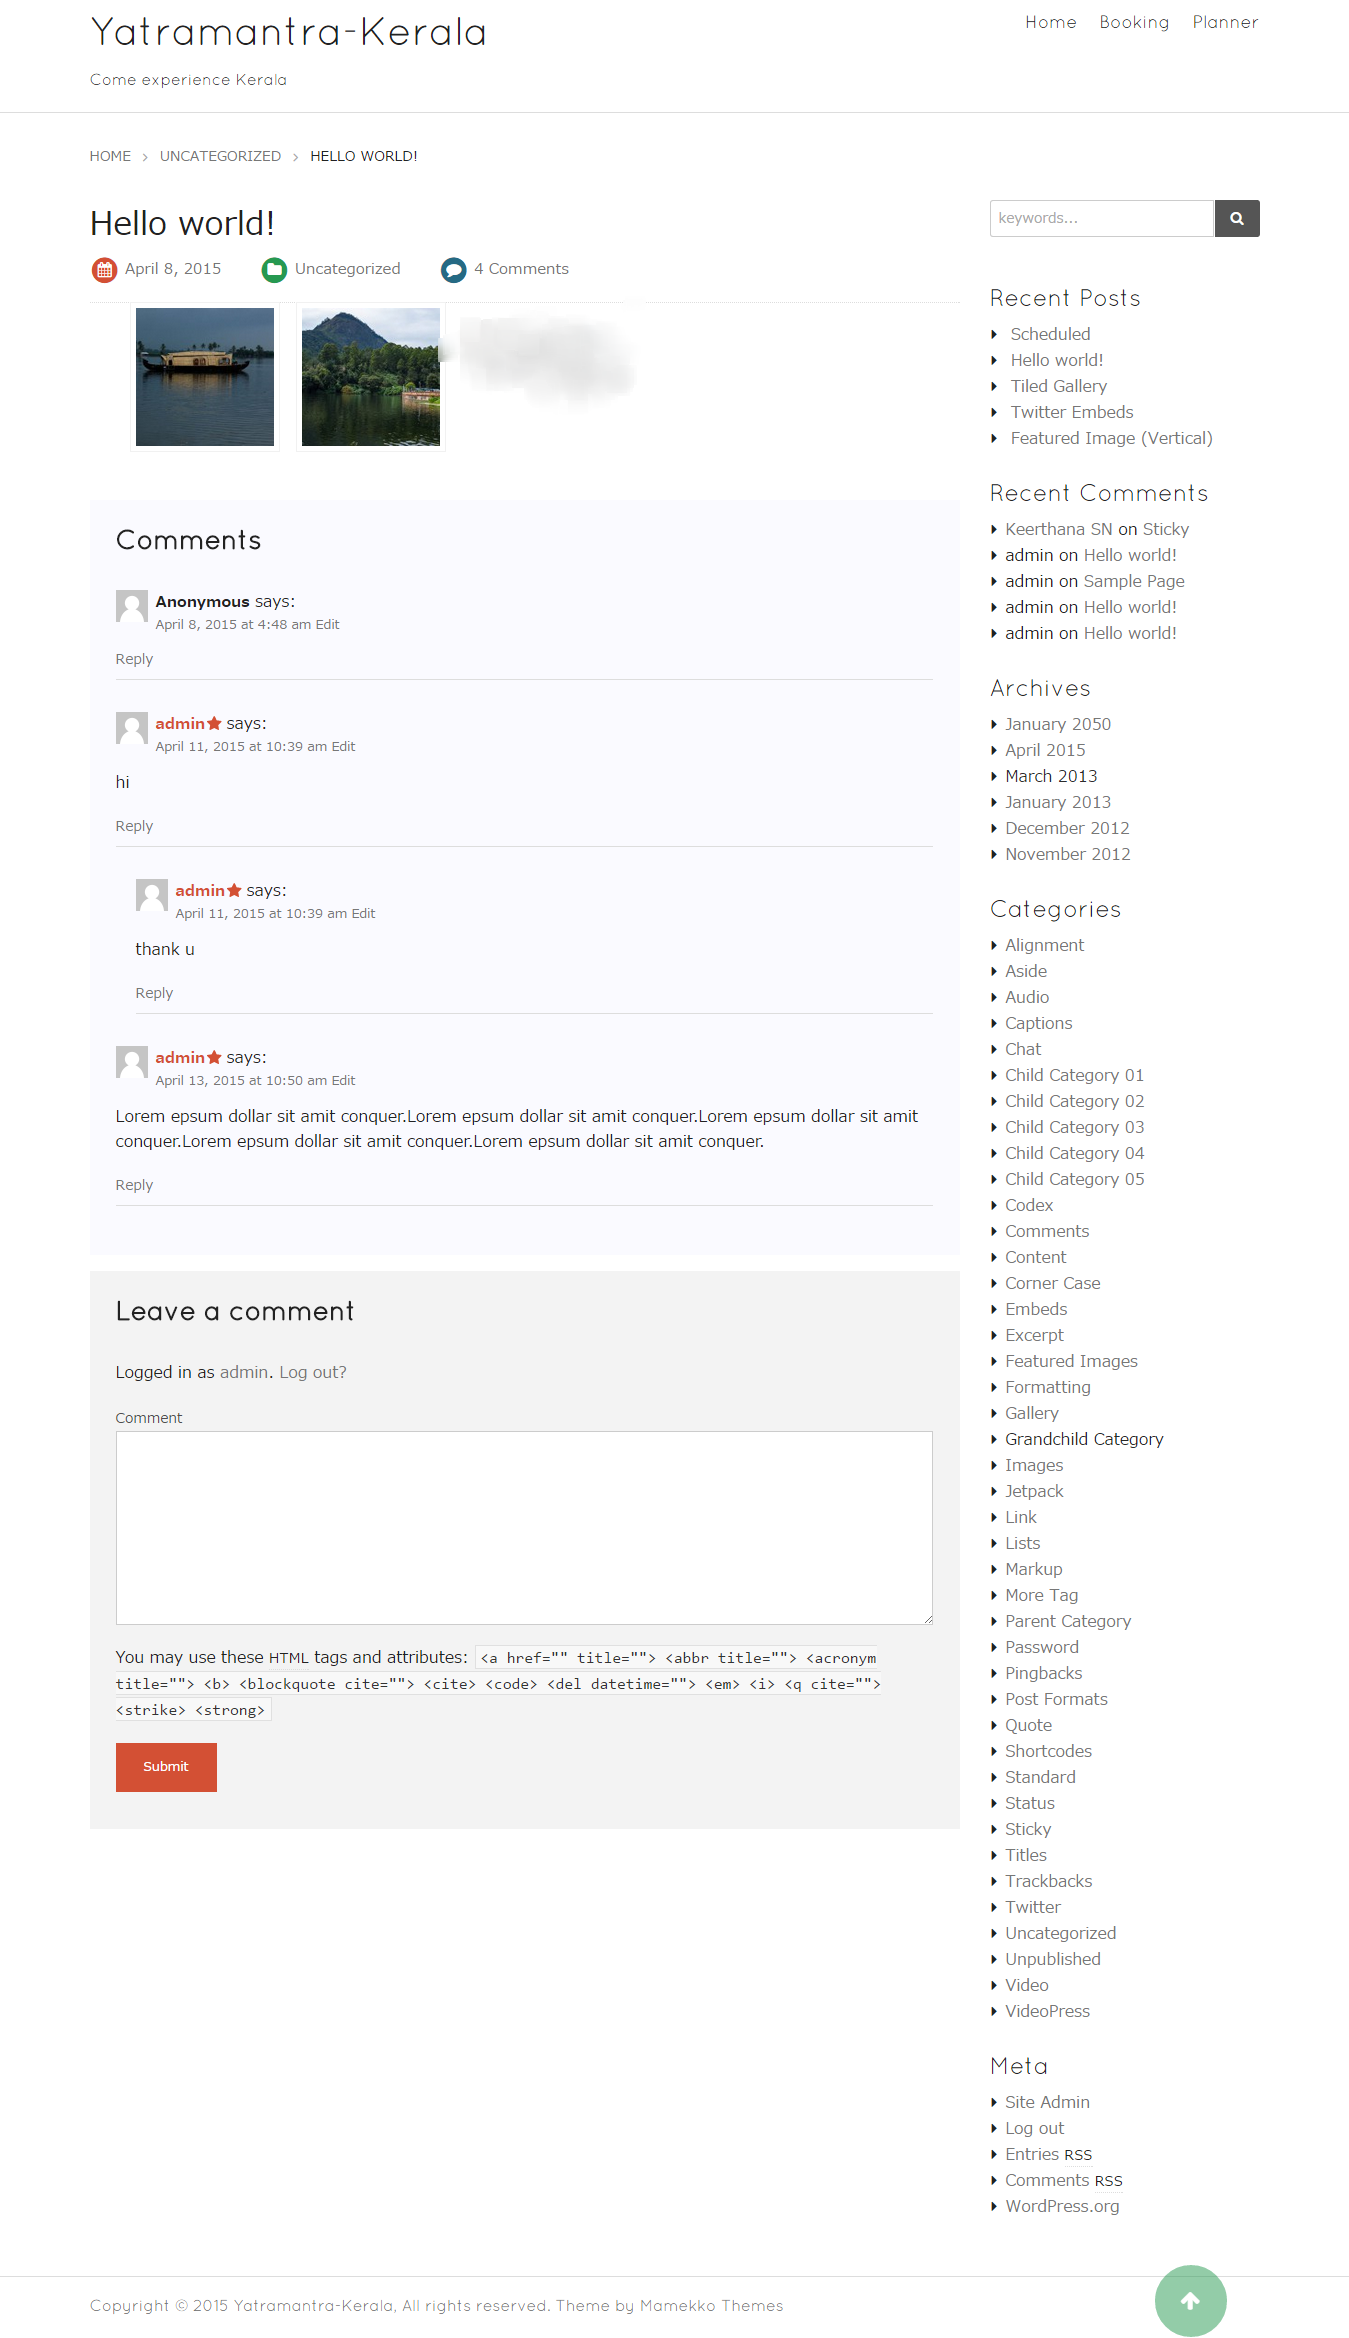 Yatramantra-Kerala
Home Booking Planner
Come experience Kerala
HOME > UNCATEGORIZED > HELLO WORLD!
Hello world!
April 8, 2015 Uncategorized 4 Comments
Comments
Anonymous says:
April 8, 2015 at 4:48 am Edit
Reply
admin says:
April 11, 2015 at 10:39 am Edit
hi
Reply
admin says:
April 11, 2015 at 10:39 am Edit
thank u
Reply
admin says:
April 13, 2015 at 10:50 am Edit
Lorem epsum dollar sit amit conquer.Lorem epsum dollar sit amit conquer.Lorem epsum dollar sit amit
conquer.Lorem epsum dollar sit amit conquer.Lorem epsum dollar sit amit conquer.
Reply
Leave a comment
Logged in as admin. Log out?
Comment
You may use these HTML tags and attributes: <a href="" title=""> <abbr title=""> <acronym
title=""> <b> <blockquote cite=""> <cite> <code> <del datetime=""> <em> <i> <q cite="">
<strike> <strong>
Submit
keywords...
Recent Posts
Scheduled
Hello world!
Tiled Gallery
Twitter Embeds
Featured Image (Vertical)
Recent Comments
Keerthana SN on Sticky
admin on Hello world!
admin on Sample Page
admin on Hello world!
admin on Hello world!
Archives
January 2050
April 2015
March 2013
January 2013
December 2012
November 2012
Categories
Alignment
Aside
Audio
Captions
Chat
Child Category 01
Child Category 02
Child Category 03
Child Category 04
Child Category 05
Codex
Comments
Content
Corner Case
Embeds
Excerpt
Featured Images
Formatting
Gallery
Grandchild Category
Images
Jetpack
Link
Lists
Markup
More Tag
Parent Category
Password
Pingbacks
Post Formats
Quote
Shortcodes
Standard
Status
Sticky
Titles
Trackbacks
Twitter
Uncategorized
Unpublished
Video
VideoPress
Meta
Site Admin
Log out
Entries RSS
Comments RSS
WordPress.org
Copyright © 2015 Yatramantra-Kerala, All rights reserved. Theme by Mamekko Themes